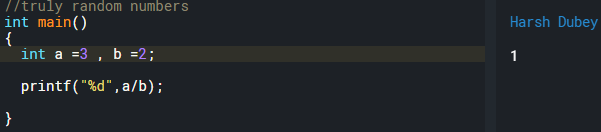 //truly random numbers
int main()
{
int a =3 , b =2;
printf("%d",a/b);
}
Harsh Dubey
1